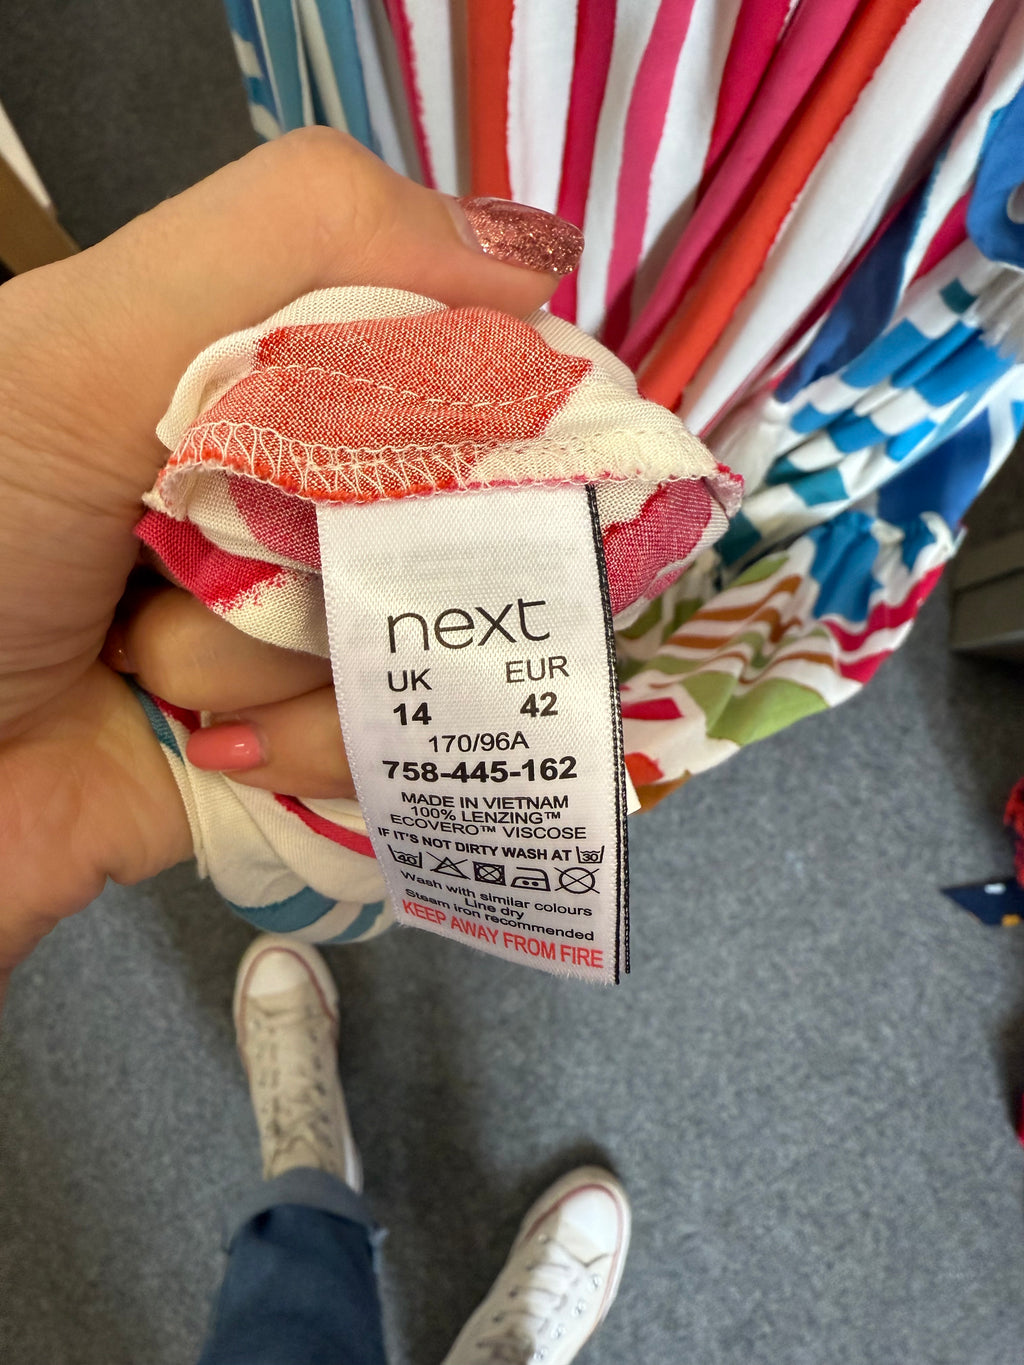 next
UK EUR
14 42
170/96A
758-445-162
MADE IN VIETNAM
100% LENZING™
ECOVERO™ VISCOSE
IF IT'S NOT DIRTY WASH AT 30
40
Wash with similar colours
Line dry
Steam iron recommended
KEEP AWAY FROM FIRE